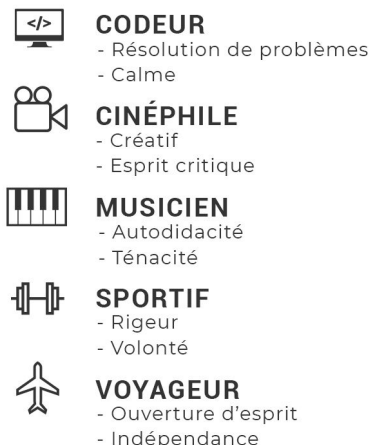 </>
CODEUR
- Résolution de problèmes
- Calme
CINÉPHILE
- Créatif
- Esprit critique
MUSICIEN
- Autodidacité
- Ténacité
SPORTIF
- Rigeur
- Volonté
VOYAGEUR
- Ouverture d'esprit
- Indépendance